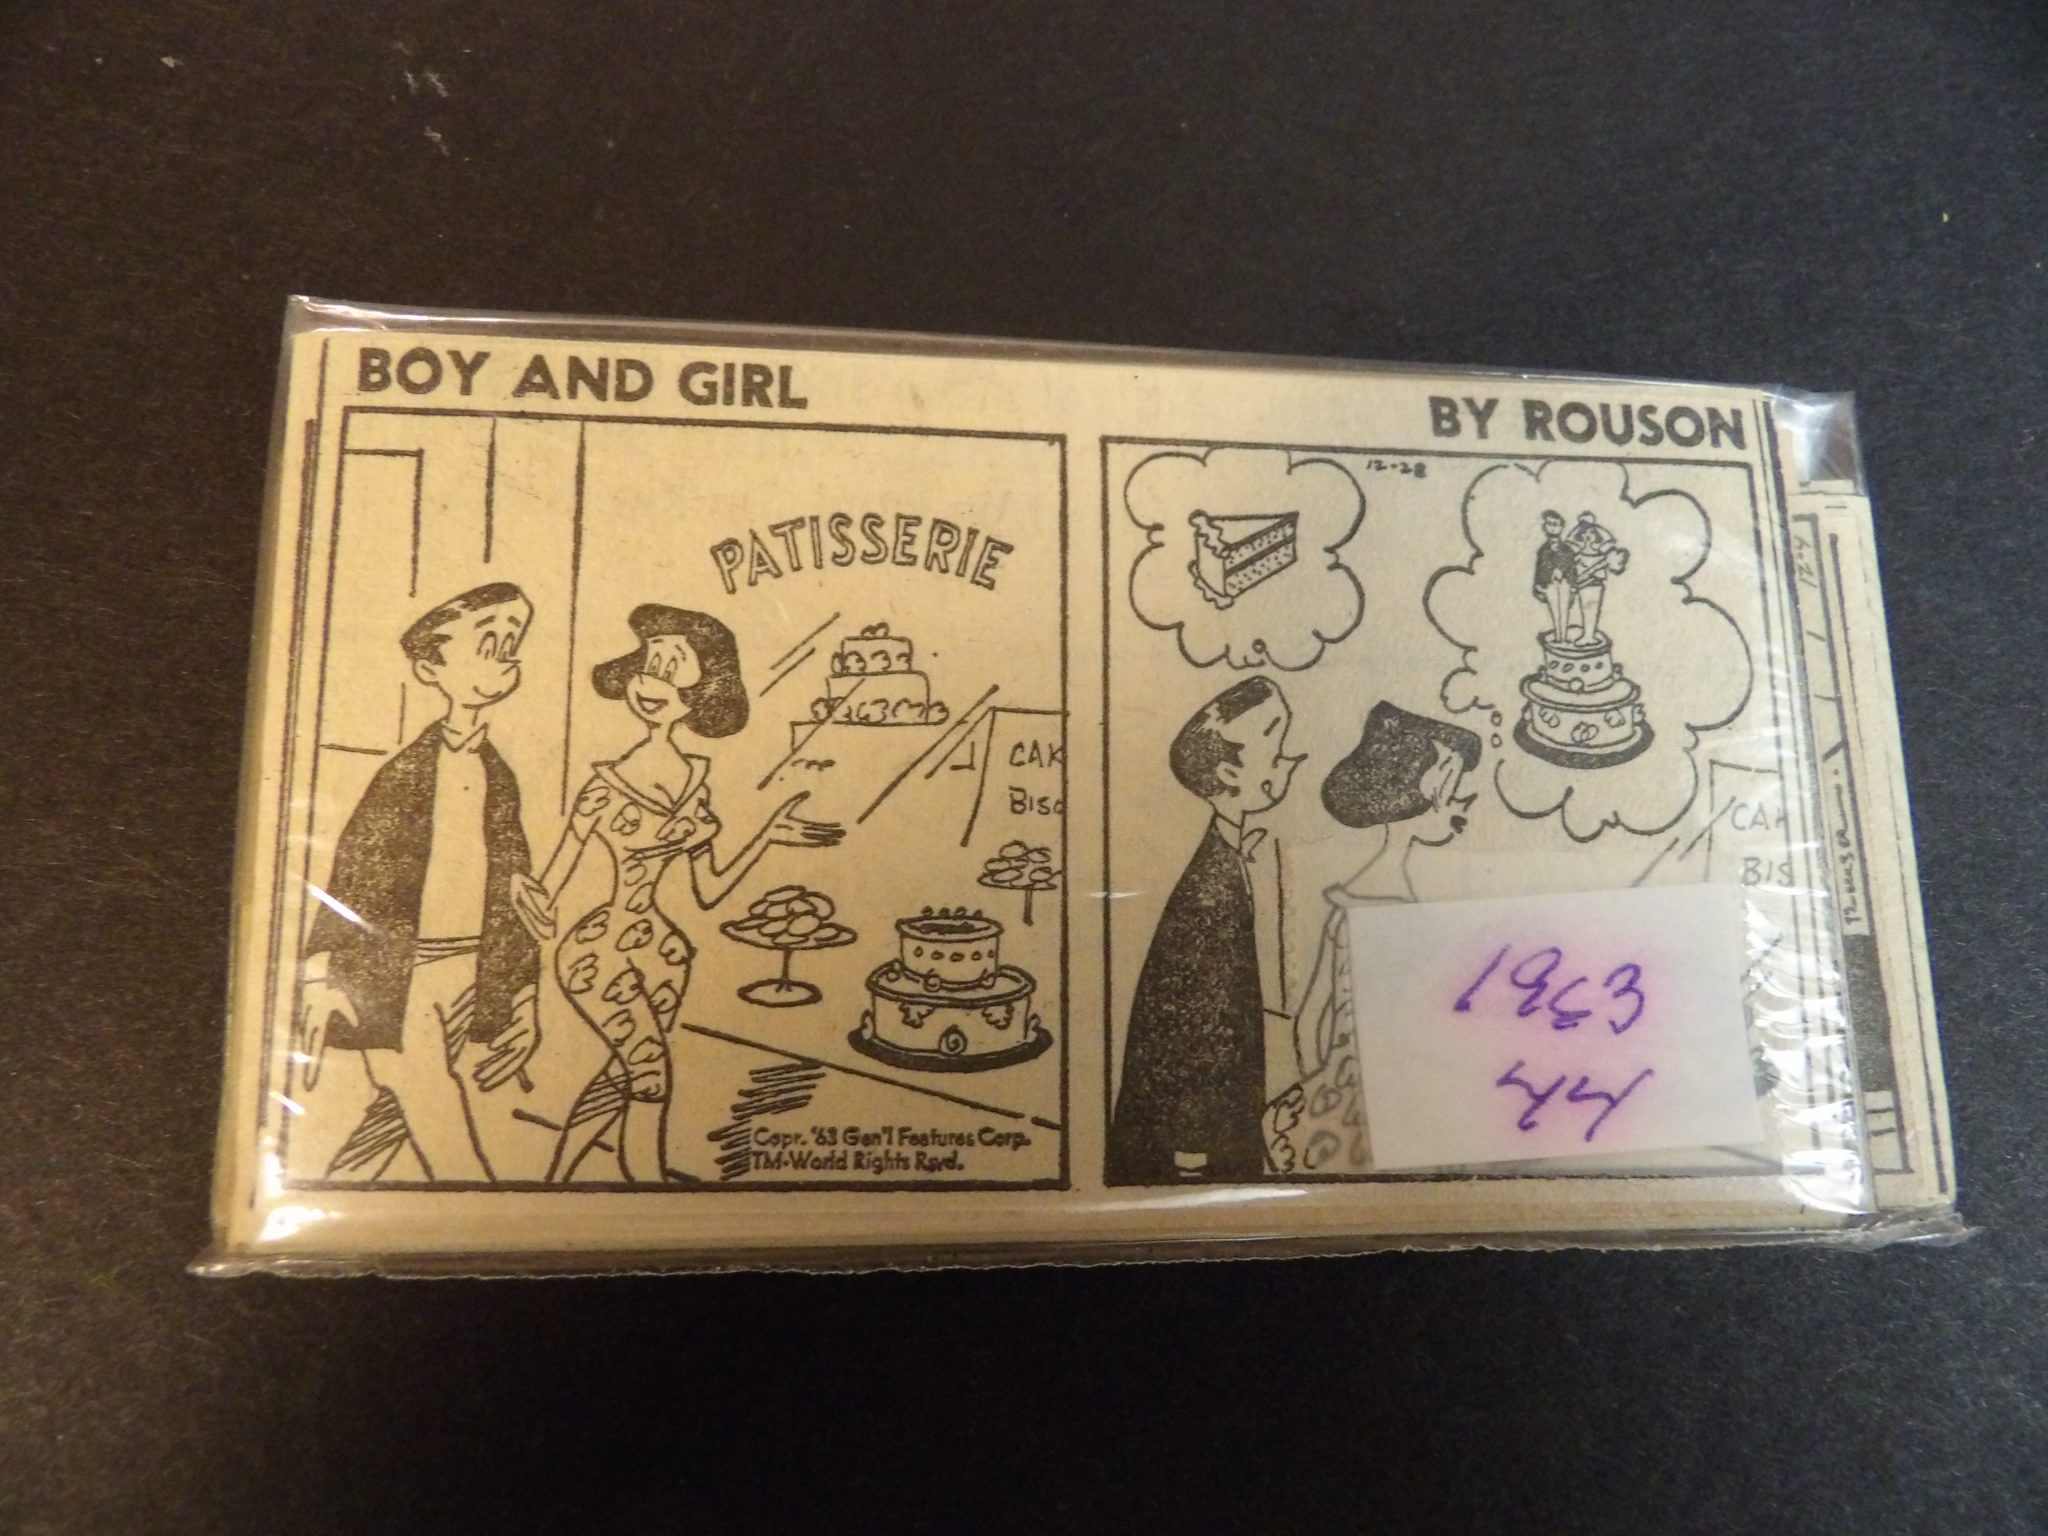 BOY AND GIRL
BY ROUSON
PATISSERIE
CAK
BISC
Copr. '63 Gen'l Features Corp.
TM-World Rights Rsvd.
12-28
CAK
BIS
1963
44